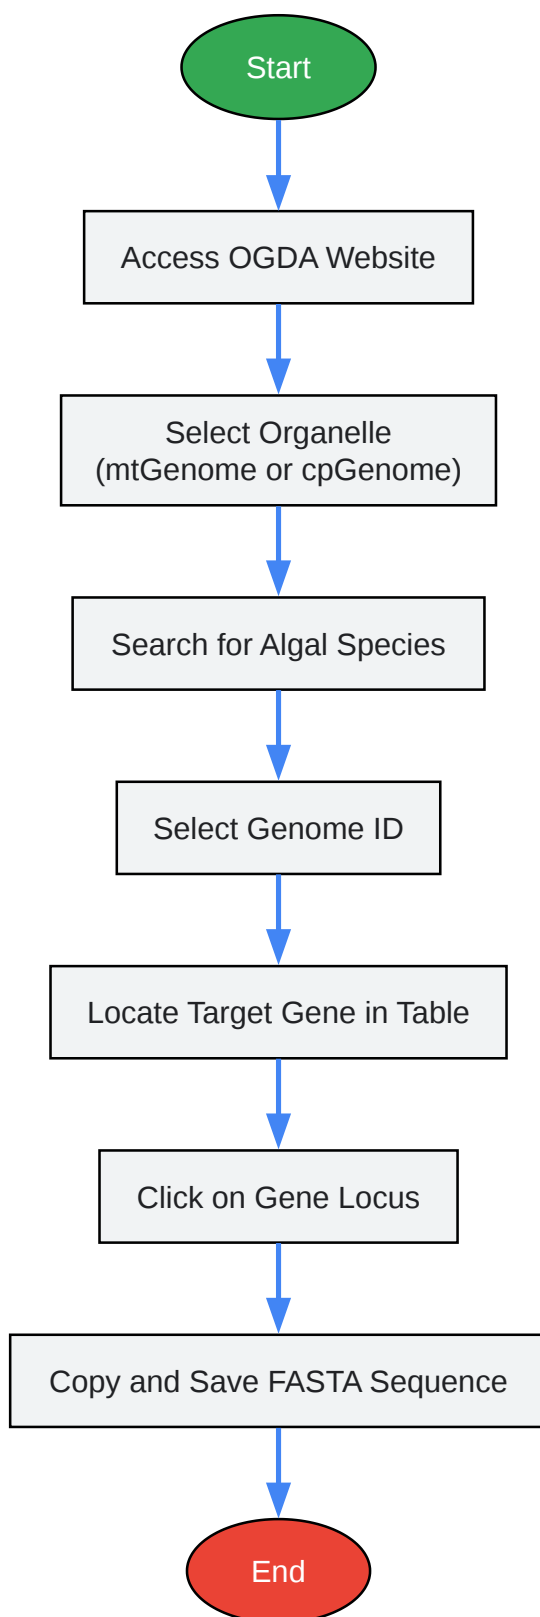 Start
Access OGDA Website
Select Organelle
(mtGenome or cpGenome)
Search for Algal Species
Select Genome ID
Locate Target Gene in Table
Click on Gene Locus
Copy and Save FASTA Sequence
End